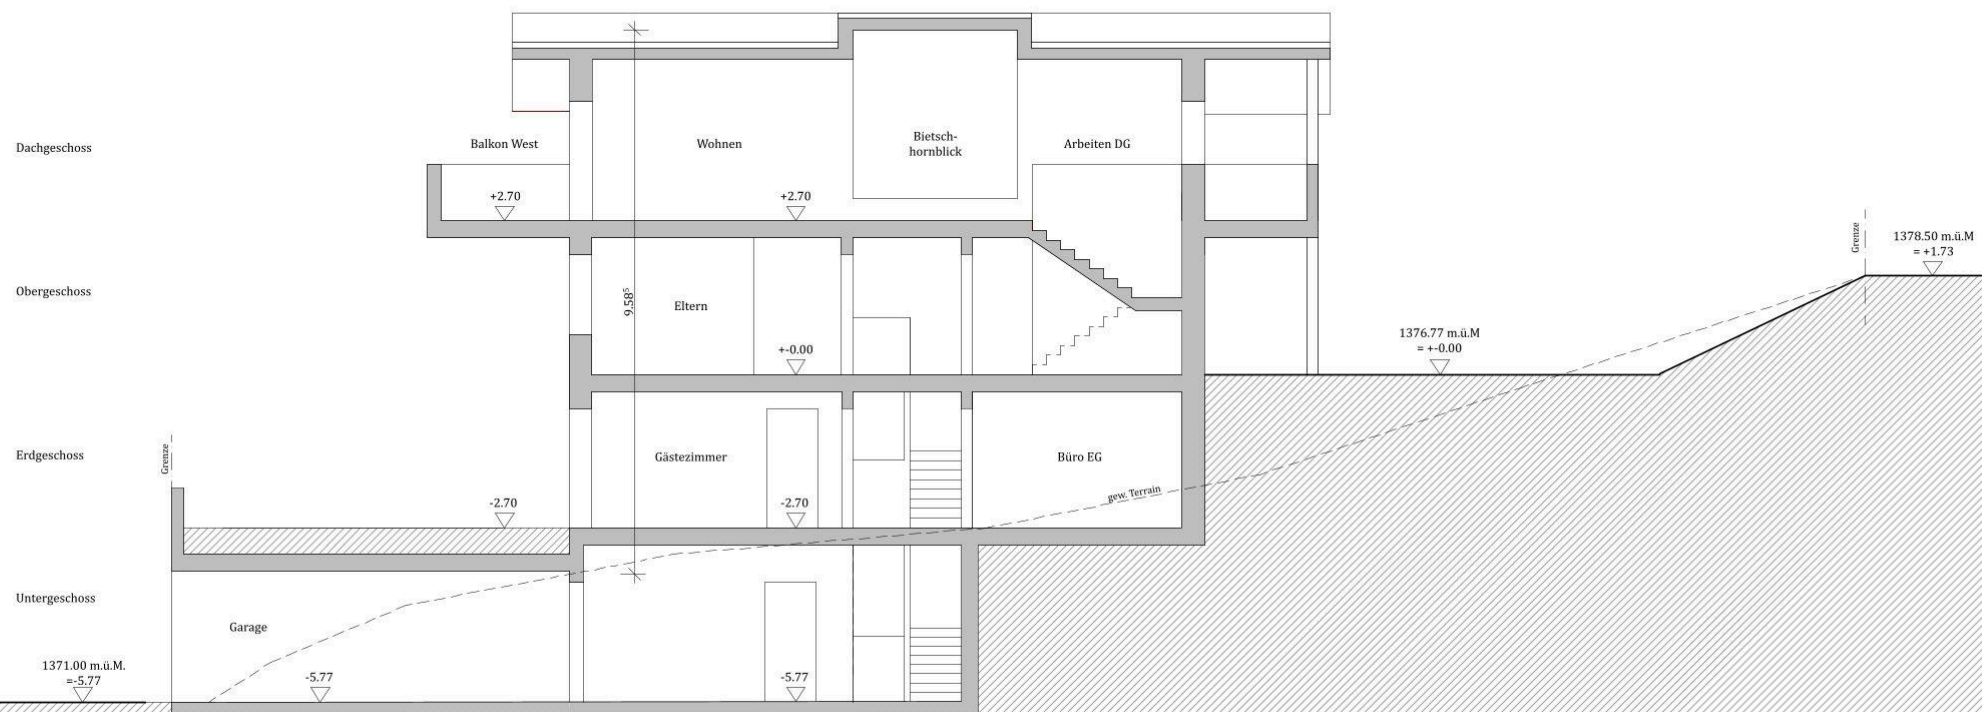 Dachgeschoss
Balkon West
Wohnen
Bietsch-
hornblick
Arbeiten DG
+2.70
+2.70
Grenze
1378.50 m.ü.M
= +1.73
Obergeschoss
9.58⁵
Eltern
1376.77 m.ü.M
= +-0.00
+-0.00
Grenze
Erdgeschoss
Gästezimmer
Büro EG
gew. Terrain
-2.70
-2.70
Untergeschoss
Garage
1371.00 m.ü.M.
=-5.77
-5.77
-5.77